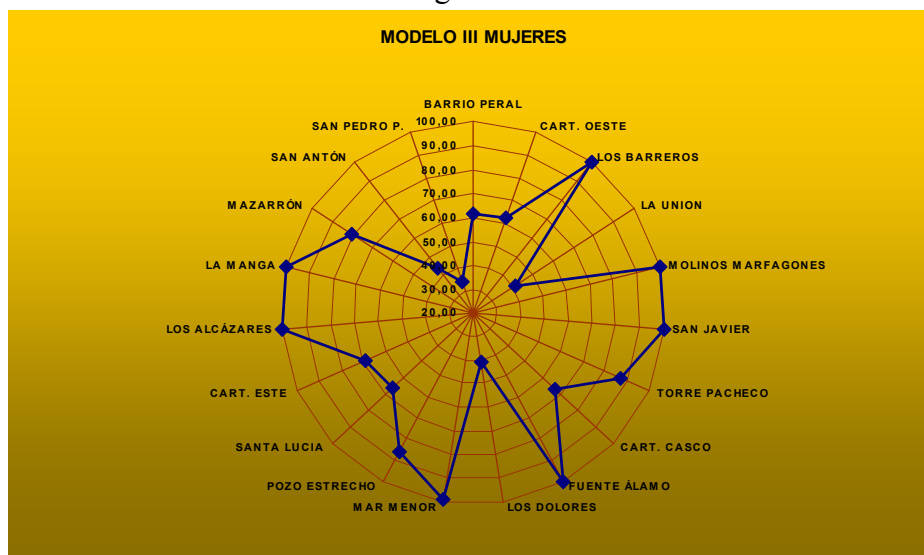 MODELO III MUJERES
BARRIO PERAL
100,00
SAN PEDRO P.
CART. OESTE
90,00
SAN ANTÓN
LOS BARREROS
80,00
70,00
MAZARRÓN
LA UNION
60,00
50,00
LA MANGA
MOLINOS MARFAGONES
40,00
30,00
20,00
LOS ALCÁZARES
SAN JAVIER
CART. ESTE
TORRE PACHECO
SANTA LUCIA
CART. CASCO
POZO ESTRECHO
FUENTE ÁLAMO
MAR MENOR
LOS DOLORES